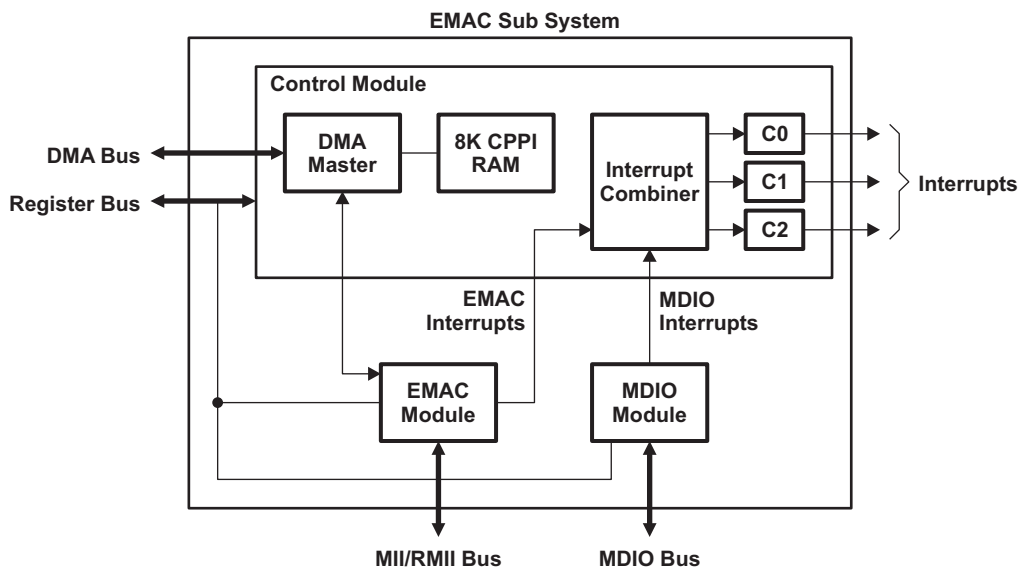 EMAC Sub System
Control Module
DMA Bus
Register Bus
DMA
Master
8K CPPI
RAM
Interrupt
Combiner
C0
C1
C2
Interrupts
EMAC
Interrupts
MDIO
Interrupts
EMAC
Module
MDIO
Module
MII/RMII Bus
MDIO Bus